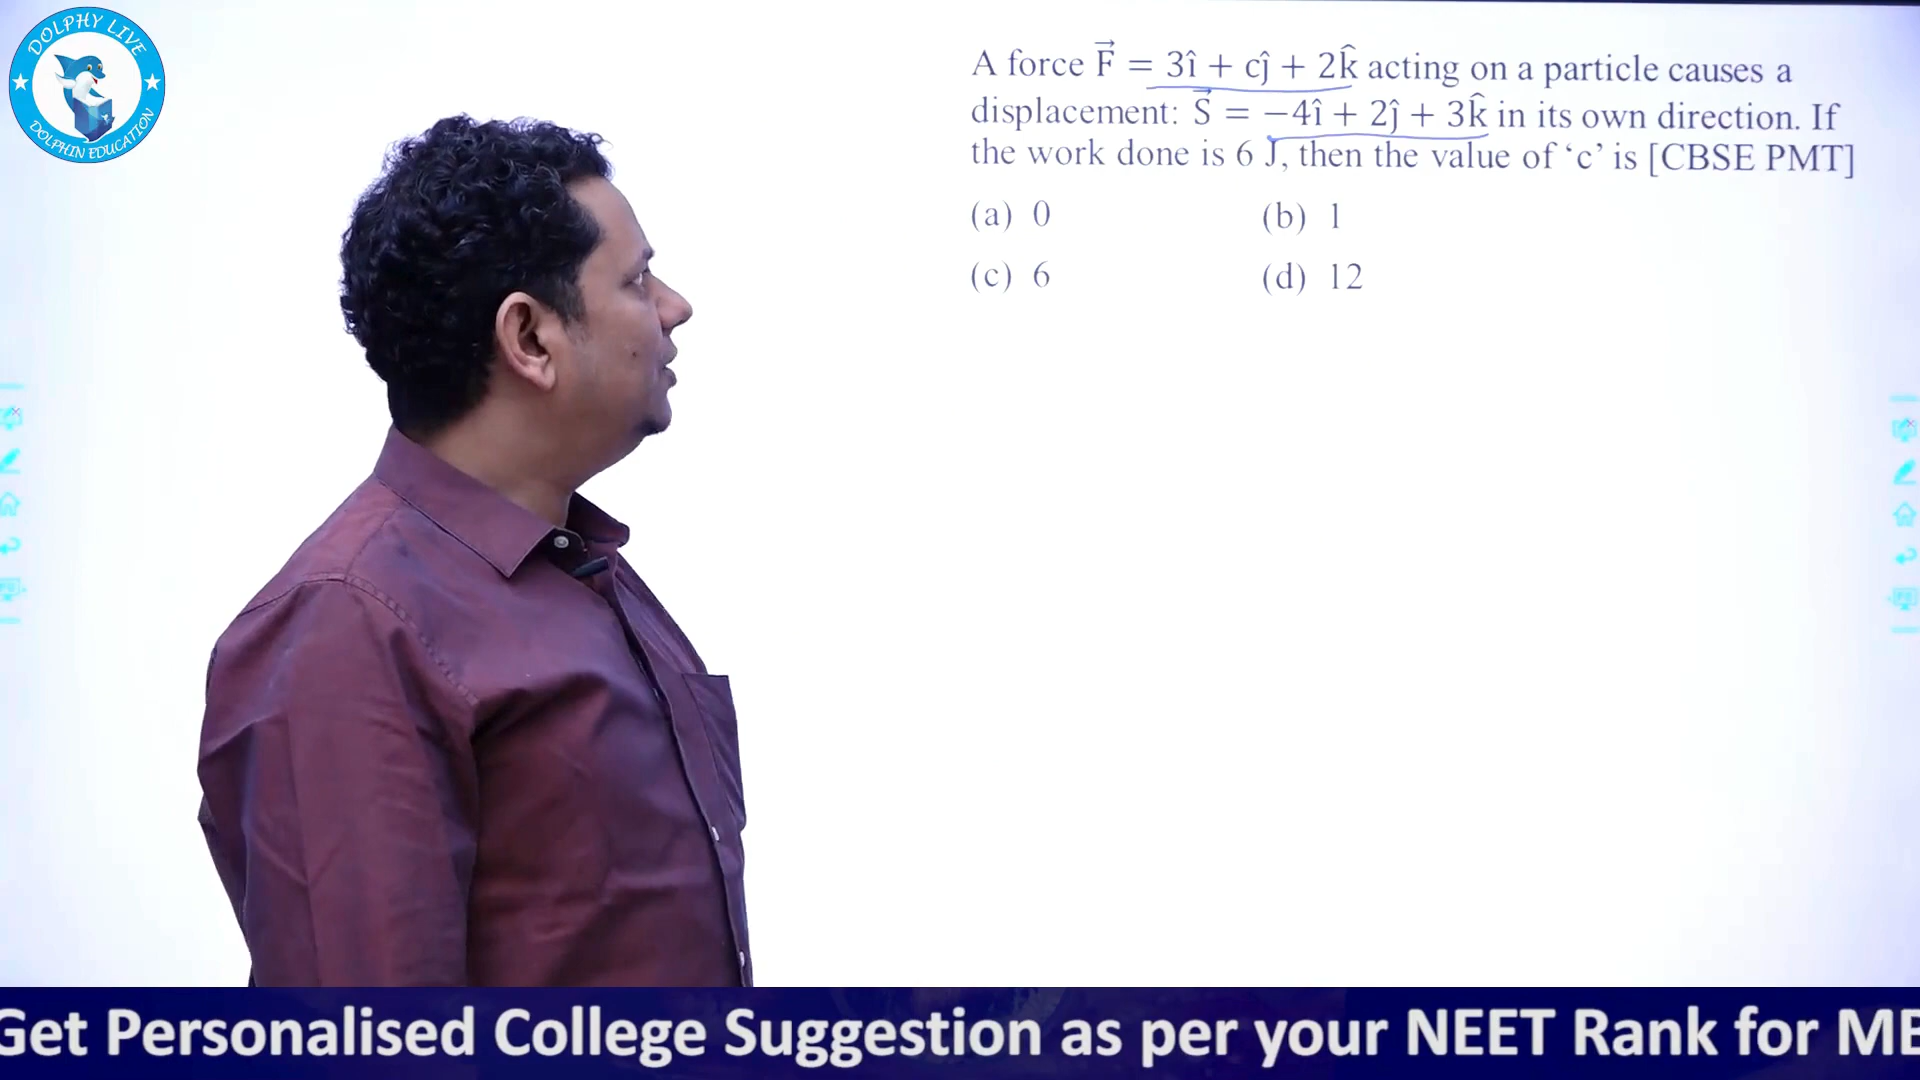 DOLPHY LIVE
DOLPHIN EDUCATION
A force F⃗ = 3î + cĵ + 2k̂ acting on a particle causes a
displacement: S⃗ = −4î + 2ĵ + 3k̂ in its own direction. If
the work done is 6 J, then the value of ‘c’ is [CBSE PMT]
(a) 0 (b) 1
(c) 6 (d) 12
Get Personalised College Suggestion as per your NEET Rank for MB